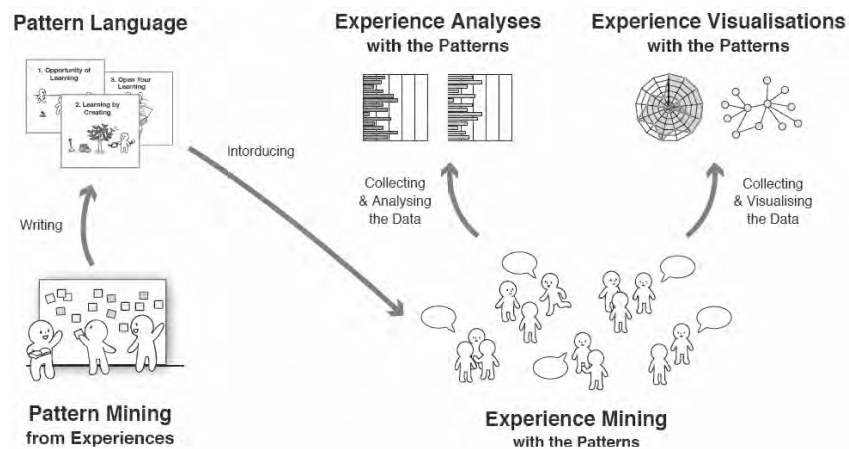 Pattern Language
Experience Analyses
with the Patterns
Experience Visualisations
with the Patterns
1. Opportunity of
Learning
3. Open Your
Learning
2. Learning by
Creating
Intorducing
Writing
Collecting
& Analysing
the Data
Collecting
& Visualising
the Data
Pattern Mining
from Experiences
Experience Mining
with the Patterns